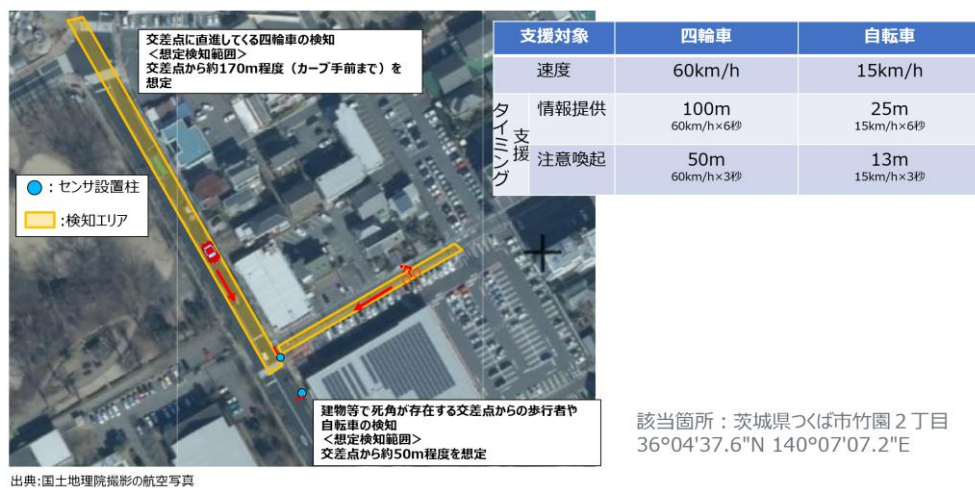 交差点に直進してくる四輪車の検知
＜想定検知範囲＞
交差点から約170m程度（カーブ手前まで）を
想定
●：センサ設置柱
:検知エリア
建物等で死角が存在する交差点からの歩行者や
自転車の検知
＜想定検知範囲＞
交差点から約50m程度を想定
出典:国土地理院撮影の航空写真
支援対象 四輪車 自転車
速度 60km/h 15km/h
支援タイミング
情報提供 100m 25m
60km/h×6秒 15km/h×6秒
注意喚起 50m 13m
60km/h×3秒 15km/h×3秒
該当箇所：茨城県つくば市竹園２丁目
36°04'37.6"N 140°07'07.2"E